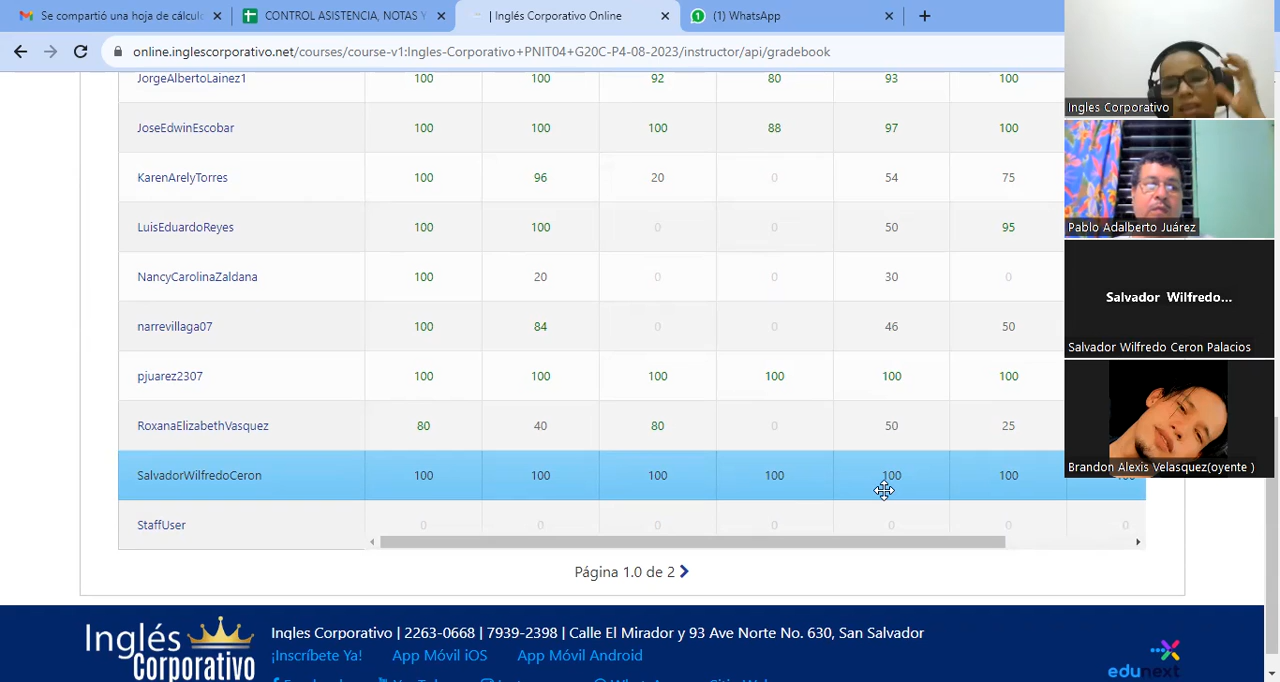 Se compartió una hoja de cálcu
CONTROL ASISTENCIA, NOTAS Y
| Inglés Corporativo Online
(1) WhatsApp
online.inglescorporativo.net/courses/course-v1:Ingles-Corporativo+PNIT04+G20C-P4-08-2023/instructor/api/gradebook
JorgeAlbertoLainez1 100 100 92 80 93 100
JoseEdwinEscobar 100 100 100 88 97 100
KarenArelyTorres 100 96 20 0 54 75
LuisEduardoReyes 100 100 0 0 50 95
NancyCarolinaZaldana 100 20 0 0 30 0
narrevillaga07 100 84 0 0 46 50
pjuarez2307 100 100 100 100 100 100
RoxanaElizabethVasquez 80 40 80 0 50 25
SalvadorWilfredoCeron 100 100 100 100 100 100 100
StaffUser 0 0 0 0 0 0 0
Página 1.0 de 2
Ingles Corporativo
Pablo Adalberto Juárez
Salvador Wilfredo...
Salvador Wilfredo Ceron Palacios
Brandon Alexis Velasquez(oyente )
Inglés
Corporativo
Ingles Corporativo | 2263-0668 | 7939-2398 | Calle El Mirador y 93 Ave Norte No. 630, San Salvador
¡Inscríbete Ya! App Móvil iOS App Móvil Android
edunext